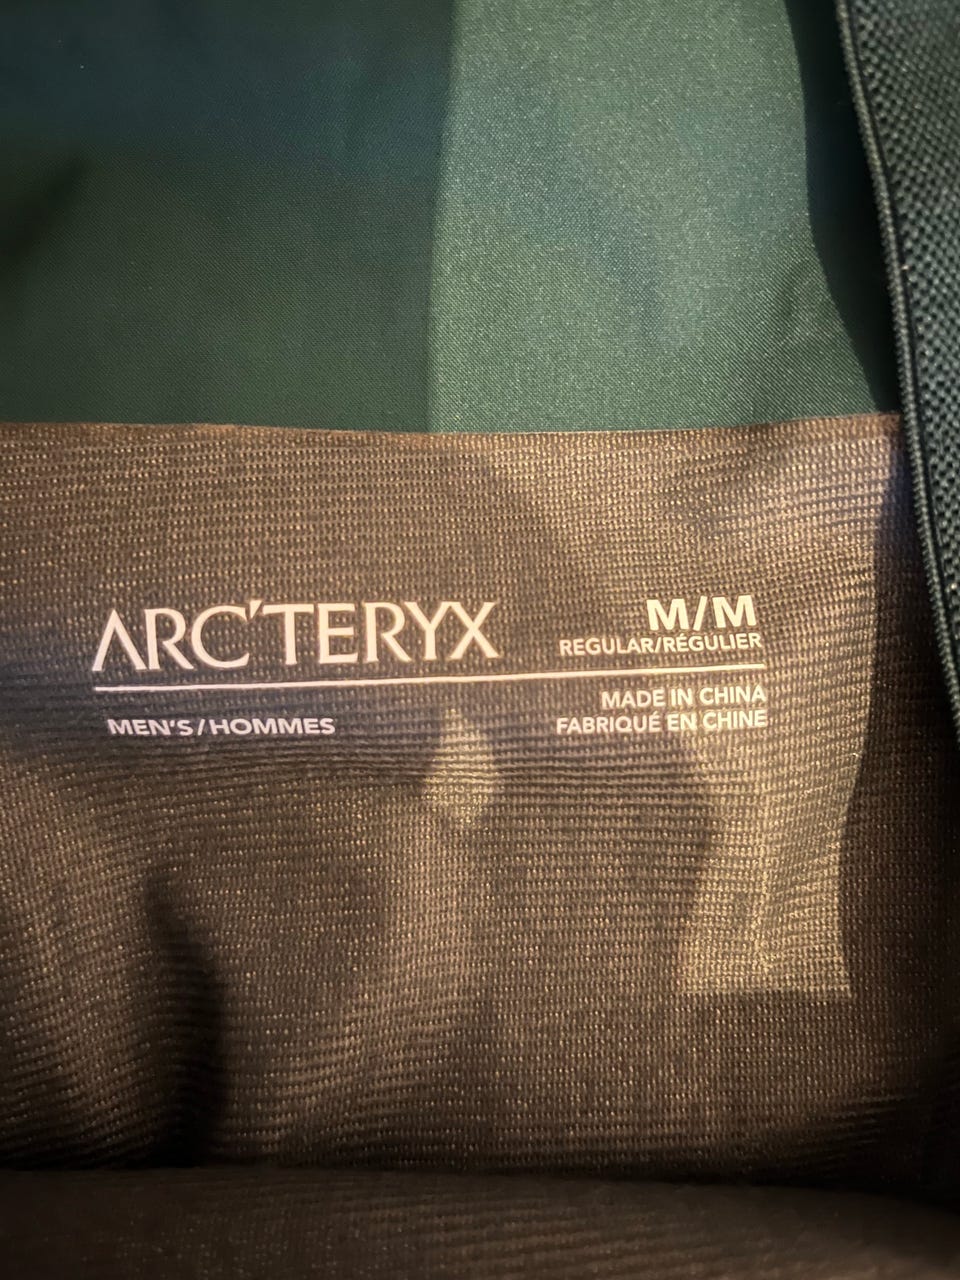 ARC'TERYX
MEN'S/HOMMES
M/M
REGULAR/RÉGULIER
MADE IN CHINA
FABRIQUÉ EN CHINE